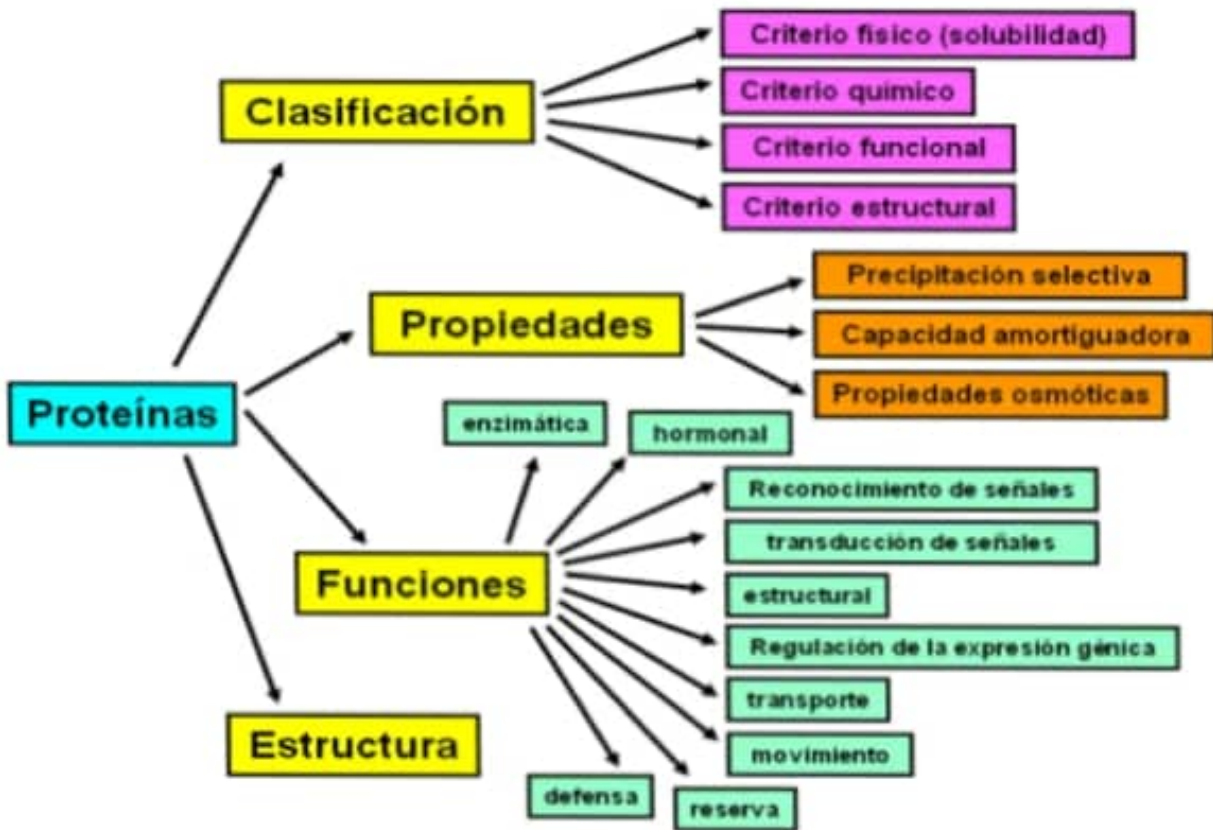 Criterio físico (solubilidad)
Clasificación
Criterio químico
Criterio funcional
Criterio estructural
Precipitación selectiva
Propiedades
Capacidad amortiguadora
Propiedades osmóticas
Proteínas
enzimática
hormonal
Reconocimiento de señales
transducción de señales
Funciones
estructural
Regulación de la expresión génica
transporte
Estructura
movimiento
defensa
reserva